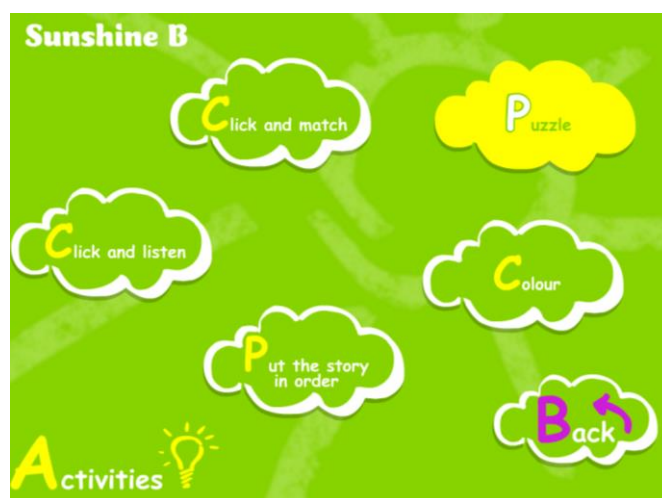 Sunshine B
Click and match
Puzzle
Click and listen
Colour
Put the story
in order
Back
Activities